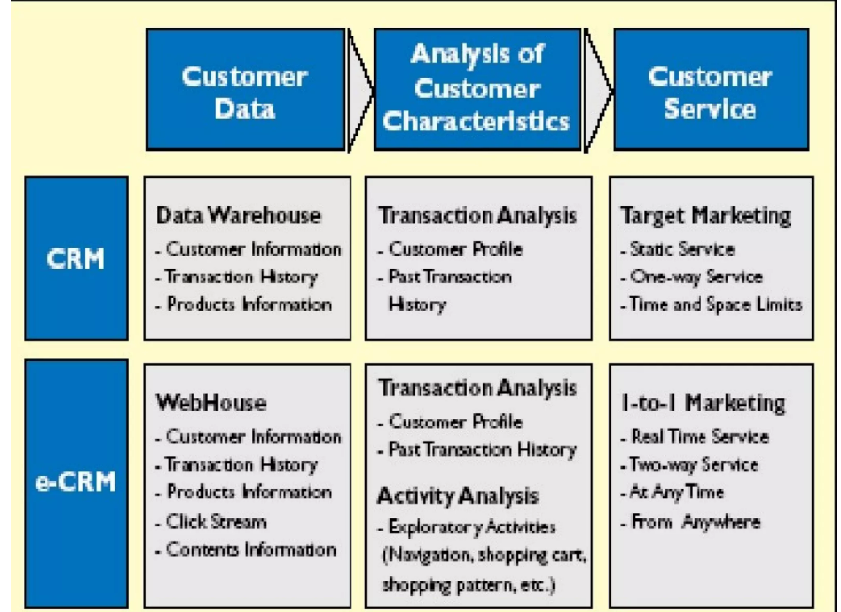 Customer
Data
Analysis of
Customer
Characteristics
Customer
Service
CRM
Data Warehouse
- Customer Information
- Transaction History
- Products Information
Transaction Analysis
- Customer Profile
- Past Transaction
History
Target Marketing
- Static Service
- One-way Service
- Time and Space Limits
e-CRM
WebHouse
- Customer Information
- Transaction History
- Products Information
- Click Stream
- Contents Information
Transaction Analysis
- Customer Profile
- Past Transaction History
Activity Analysis
- Exploratory Activities
(Navigation, shopping cart,
shopping pattern, etc.)
1-to-1 Marketing
- Real Time Service
- Two-way Service
- At Any Time
- From Anywhere